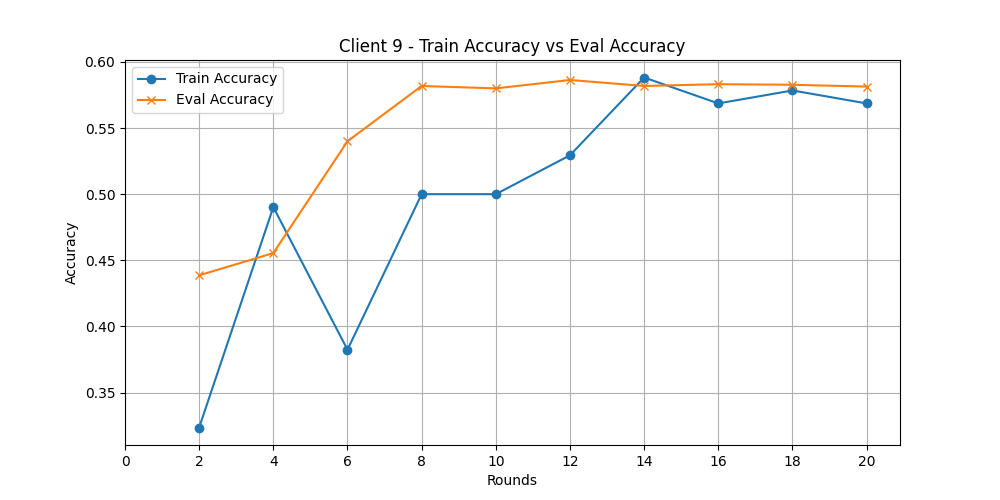 Client 9 - Train Accuracy vs Eval Accuracy
Train Accuracy
Eval Accuracy
0.60
0.55
0.50
0.45
0.40
0.35
Accuracy
0 2 4 6 8 10 12 14 16 18 20
Rounds